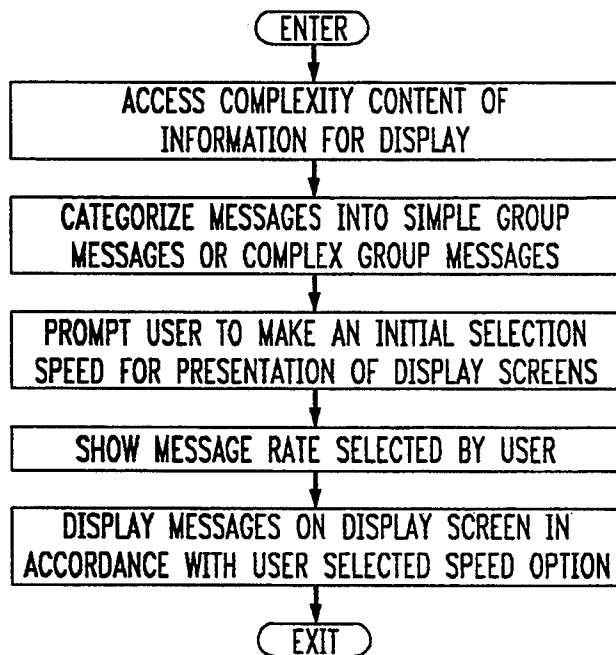 ENTER
ACCESS COMPLEXITY CONTENT OF
INFORMATION FOR DISPLAY
CATEGORIZE MESSAGES INTO SIMPLE GROUP
MESSAGES OR COMPLEX GROUP MESSAGES
PROMPT USER TO MAKE AN INITIAL SELECTION
SPEED FOR PRESENTATION OF DISPLAY SCREENS
SHOW MESSAGE RATE SELECTED BY USER
DISPLAY MESSAGES ON DISPLAY SCREEN IN
ACCORDANCE WITH USER SELECTED SPEED OPTION
EXIT